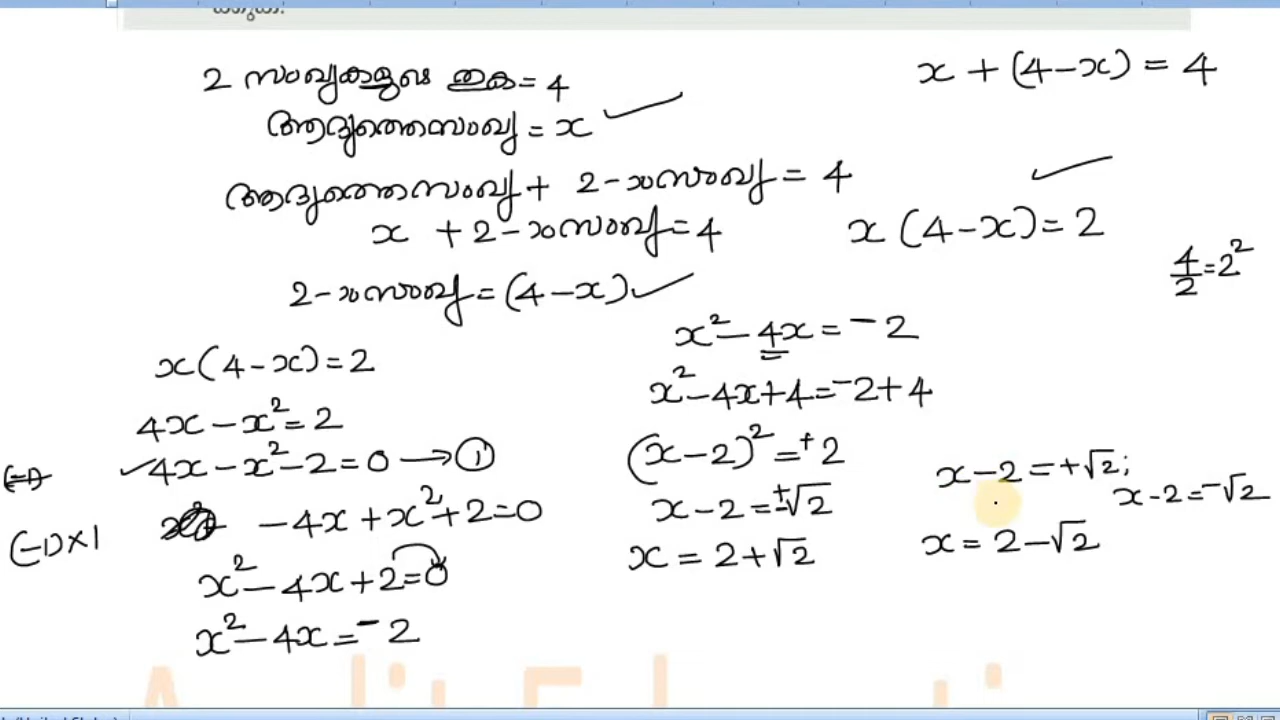 2 സംഖ്യകളുടെ തുക = 4
ആദ്യത്തെസംഖ്യ = x
ആദ്യത്തെസംഖ്യ + 2-ാംസംഖ്യ = 4
x + 2-ാംസംഖ്യ = 4
2-ാംസംഖ്യ = (4-x)
x(4-x) = 2
4x - x² = 2
4x - x² - 2 = 0 → ①
(-1)×1
-4x + x² + 2 = 0
x² - 4x + 2 = 0
x² - 4x = -2
x + (4-x) = 4
x(4-x) = 2
4/2 = 2²
x² - 4x = -2
x² - 4x + 4 = -2 + 4
(x-2)² = +2
x - 2 = ±√2
x = 2 + √2
x - 2 = +√2;
x - 2 = -√2
x = 2 - √2